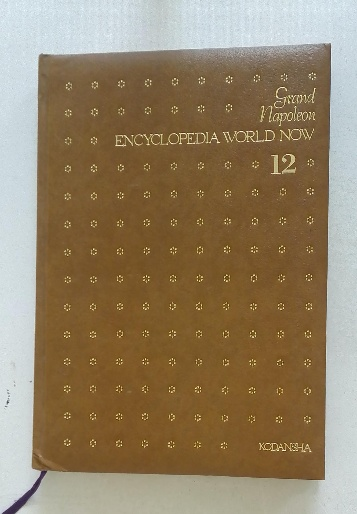 Grand
Napoleon
ENCYCLOPEDIA WORLD NOW
12
KODANSHA